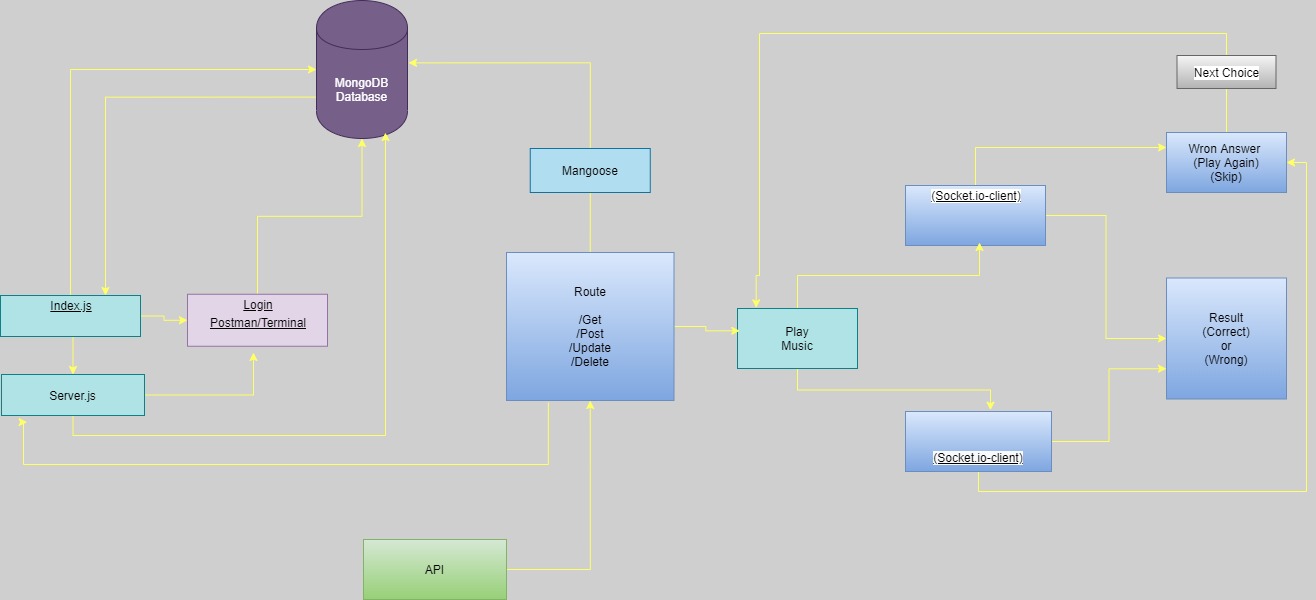 MongoDB
Database
Next Choice
Wron Answer
(Play Again)
(Skip)
Mangoose
(Socket.io-client)
Route
/Get
/Post
/Update
/Delete
Index.js
Login
Postman/Terminal
Play
Music
Result
(Correct)
or
(Wrong)
Server.js
(Socket.io-client)
API